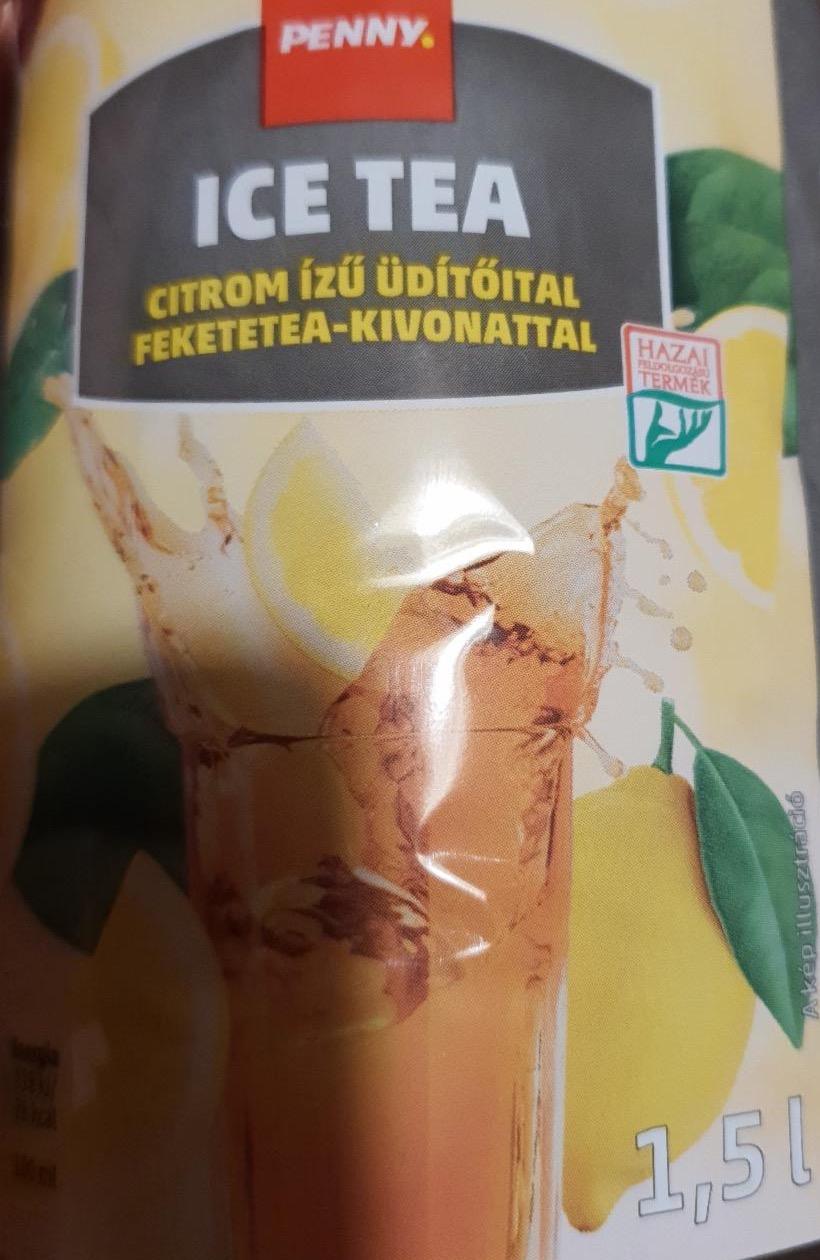 PENNY.
ICE TEA
CITROM ÍZŰ ÜDÍTŐITAL
FEKETETEA-KIVONATTAL
HAZAI
FELDOLGOZÁSÚ
TERMÉK
A kép illusztráció
1,5 l